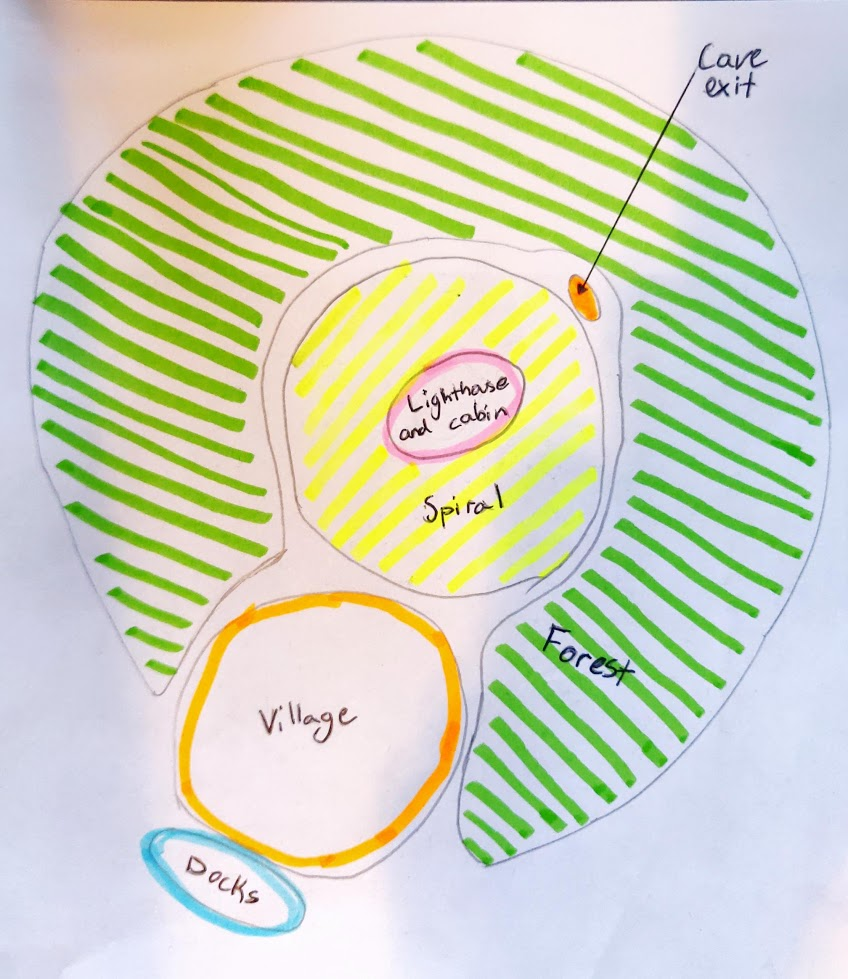 Cave
exit
Lighthouse
and cabin
Spiral
Forest
Village
Docks